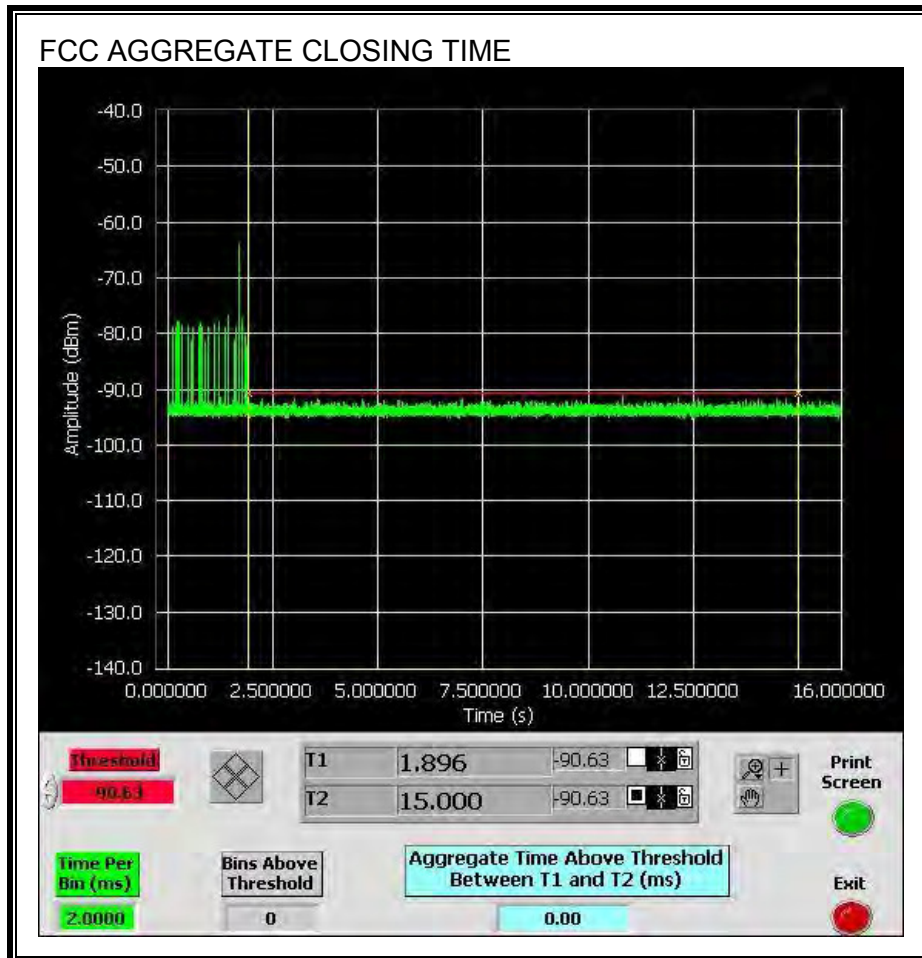 FCC AGGREGATE CLOSING TIME
-40.0
-50.0
-60.0
-70.0
-80.0
-90.0
-100.0
-110.0
-120.0
-130.0
-140.0
Amplitude (dBm)
0.000000 2.500000 5.000000 7.500000 10.000000 12.500000 16.000000
Time (s)
Threshold
-90.63
T1 1.896 -90.63
T2 15.000 -90.63
Print
Screen
Time Per
Bin (ms)
2.0000
Bins Above
Threshold
0
Aggregate Time Above Threshold
Between T1 and T2 (ms)
0.00
Exit